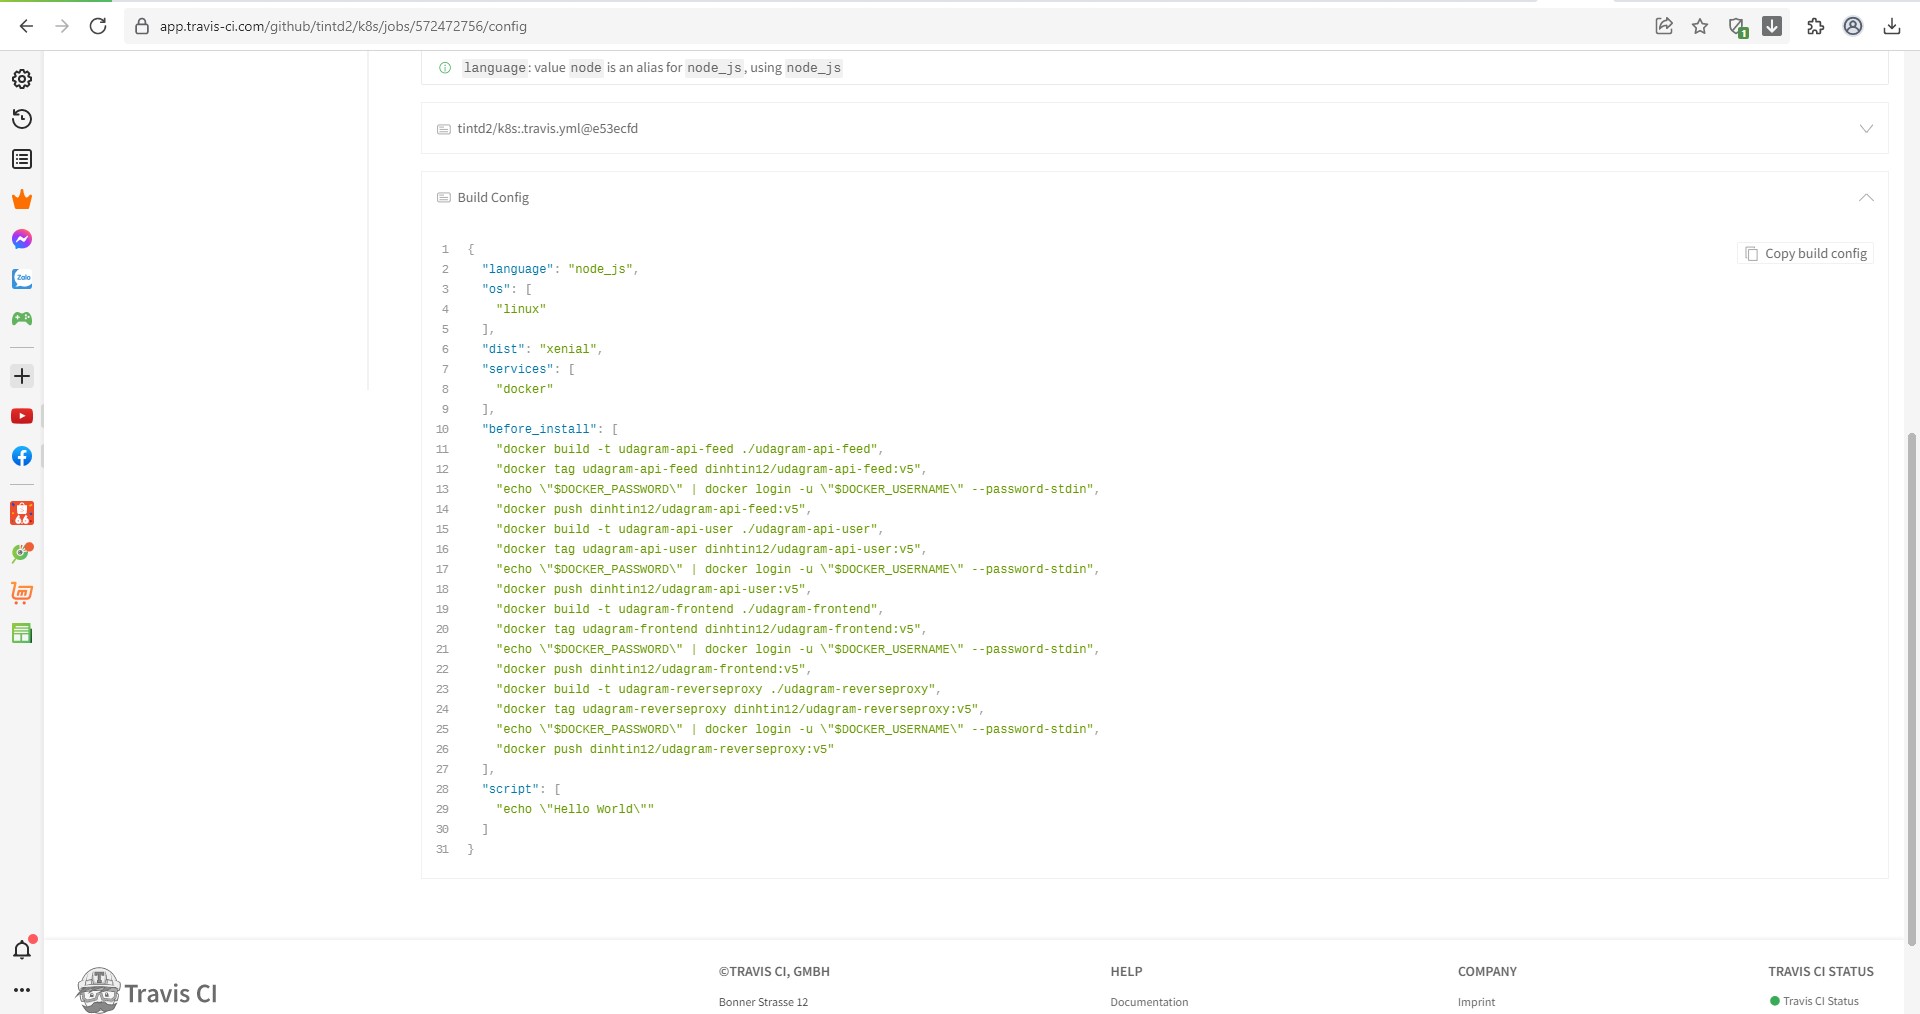 app.travis-ci.com/github/tintd2/k8s/jobs/572472756/config
1
language: value node is an alias for node_js, using node_js
tintd2/k8s:.travis.yml@e53ecfd
Build Config
Copy build config
1 {
2 "language": "node_js",
3 "os": [
4 "linux"
5 ],
6 "dist": "xenial",
7 "services": [
8 "docker"
9 ],
10 "before_install": [
11 "docker build -t udagram-api-feed ./udagram-api-feed",
12 "docker tag udagram-api-feed dinhtin12/udagram-api-feed:v5",
13 "echo \"$DOCKER_PASSWORD\" | docker login -u \"$DOCKER_USERNAME\" --password-stdin",
14 "docker push dinhtin12/udagram-api-feed:v5",
15 "docker build -t udagram-api-user ./udagram-api-user",
16 "docker tag udagram-api-user dinhtin12/udagram-api-user:v5",
17 "echo \"$DOCKER_PASSWORD\" | docker login -u \"$DOCKER_USERNAME\" --password-stdin",
18 "docker push dinhtin12/udagram-api-user:v5",
19 "docker build -t udagram-frontend ./udagram-frontend",
20 "docker tag udagram-frontend dinhtin12/udagram-frontend:v5",
21 "echo \"$DOCKER_PASSWORD\" | docker login -u \"$DOCKER_USERNAME\" --password-stdin",
22 "docker push dinhtin12/udagram-frontend:v5",
23 "docker build -t udagram-reverseproxy ./udagram-reverseproxy",
24 "docker tag udagram-reverseproxy dinhtin12/udagram-reverseproxy:v5",
25 "echo \"$DOCKER_PASSWORD\" | docker login -u \"$DOCKER_USERNAME\" --password-stdin",
26 "docker push dinhtin12/udagram-reverseproxy:v5"
27 ],
28 "script": [
29 "echo \"Hello World\""
30 ]
31 }
Zalo
6.6
Travis CI
©TRAVIS CI, GMBH
Bonner Strasse 12
HELP
Documentation
COMPANY
Imprint
TRAVIS CI STATUS
Travis CI Status